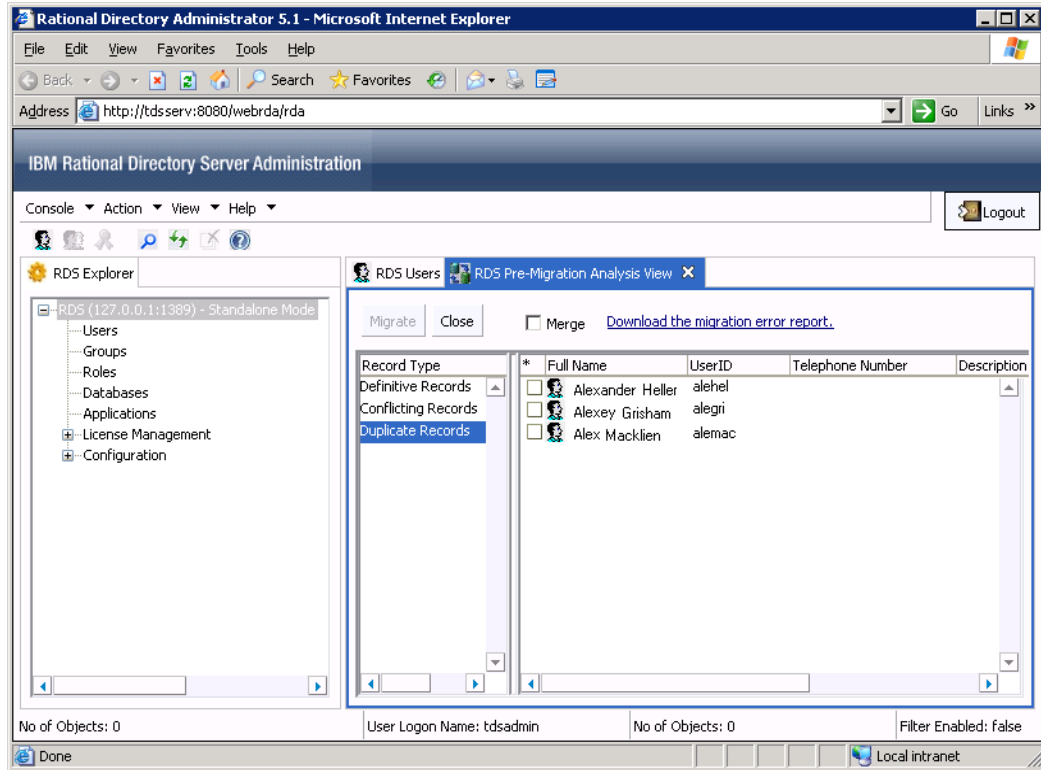 Rational Directory Administrator 5.1 - Microsoft Internet Explorer
File Edit View Favorites Tools Help
Back Search Favorites
Address http://tdsserv:8080/webrda/rda Go Links »
IBM Rational Directory Server Administration
Console Action View Help
Logout
RDS Explorer
RDS Users RDS Pre-Migration Analysis View
RDS (127.0.0.1:1389) - Standalone Mode
Users
Groups
Roles
Databases
Applications
License Management
Configuration
Migrate Close Merge Download the migration error report.
Record Type
Definitive Records
Conflicting Records
Duplicate Records
* Full Name UserID Telephone Number Description
Alexander Heller alehel
Alexey Grisham alegri
Alex Macklien alemac
No of Objects: 0 User Logon Name: tdsadmin No of Objects: 0 Filter Enabled: false
Done Local intranet